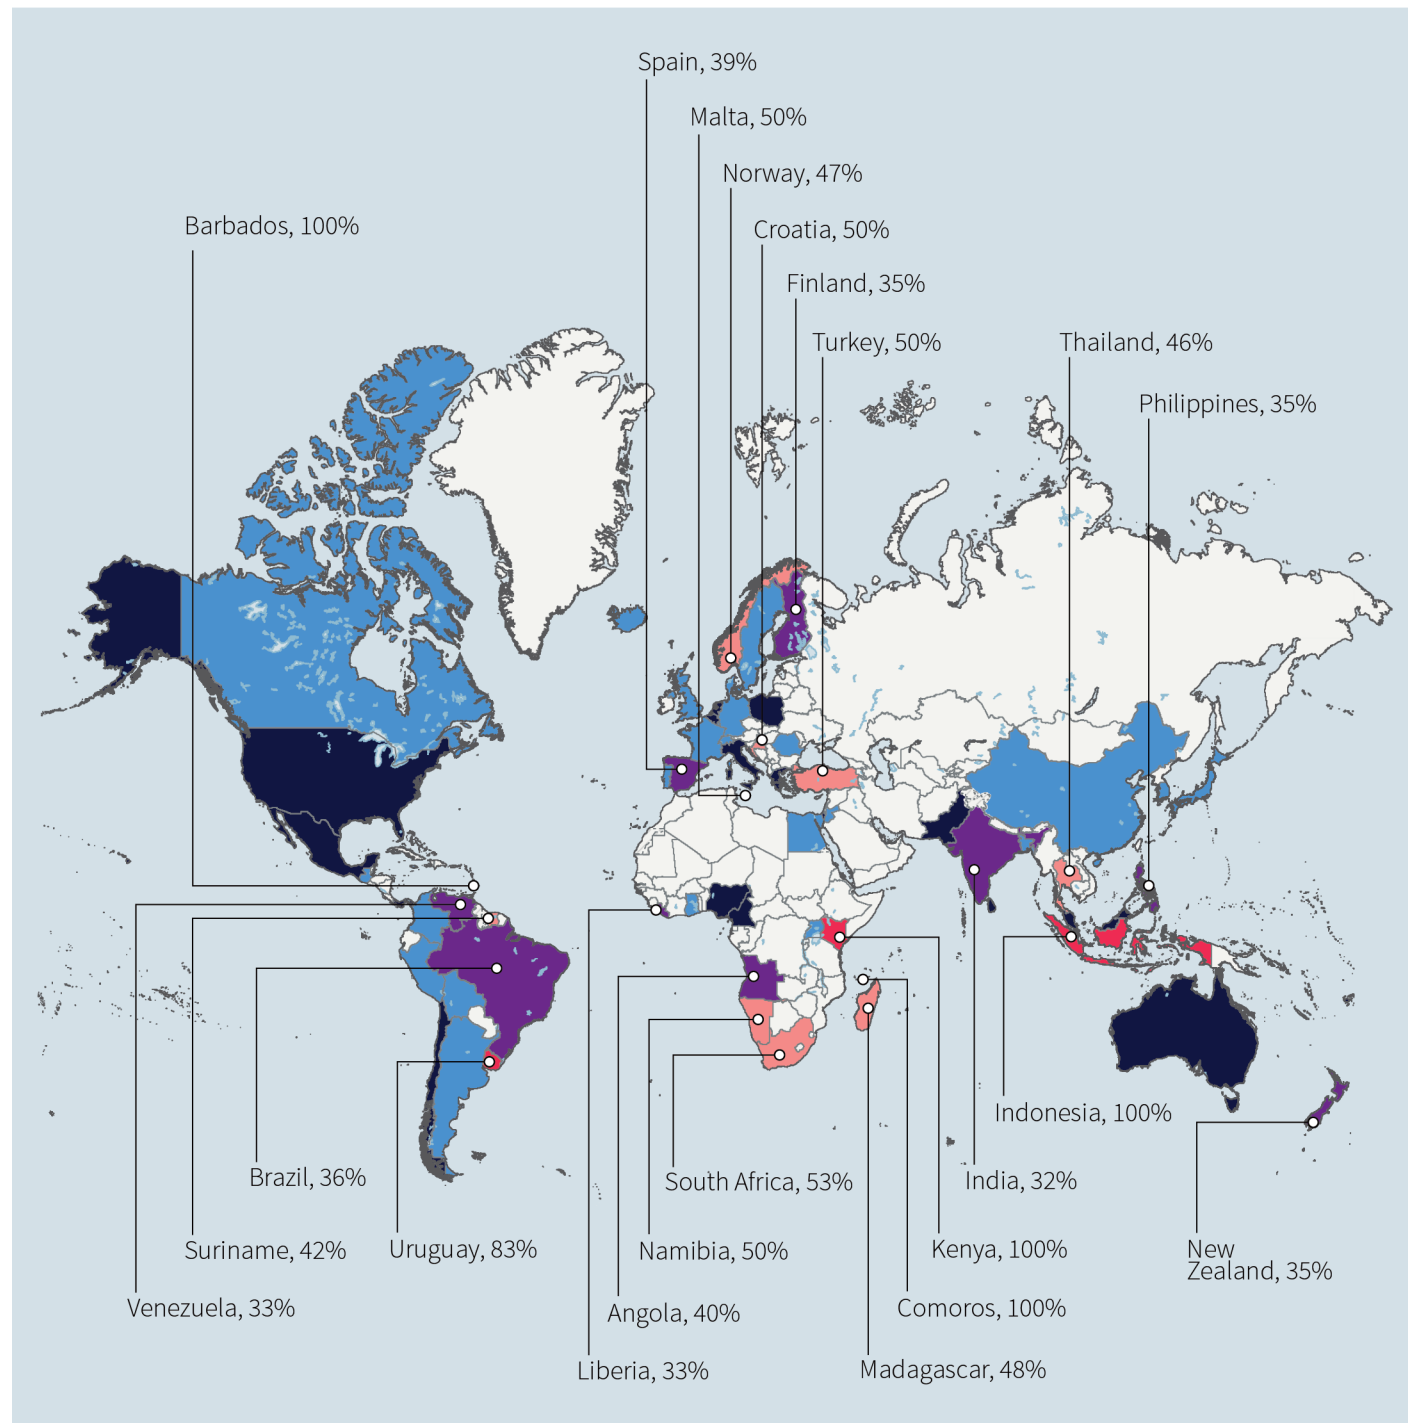 Spain, 39%
Malta, 50%
Norway, 47%
Barbados, 100%
Croatia, 50%
Finland, 35%
Turkey, 50%
Thailand, 46%
Philippines, 35%
Indonesia, 100%
Brazil, 36%
South Africa, 53%
India, 32%
Suriname, 42%
Uruguay, 83%
Namibia, 50%
Kenya, 100%
New
Zealand, 35%
Venezuela, 33%
Angola, 40%
Comoros, 100%
Liberia, 33%
Madagascar, 48%